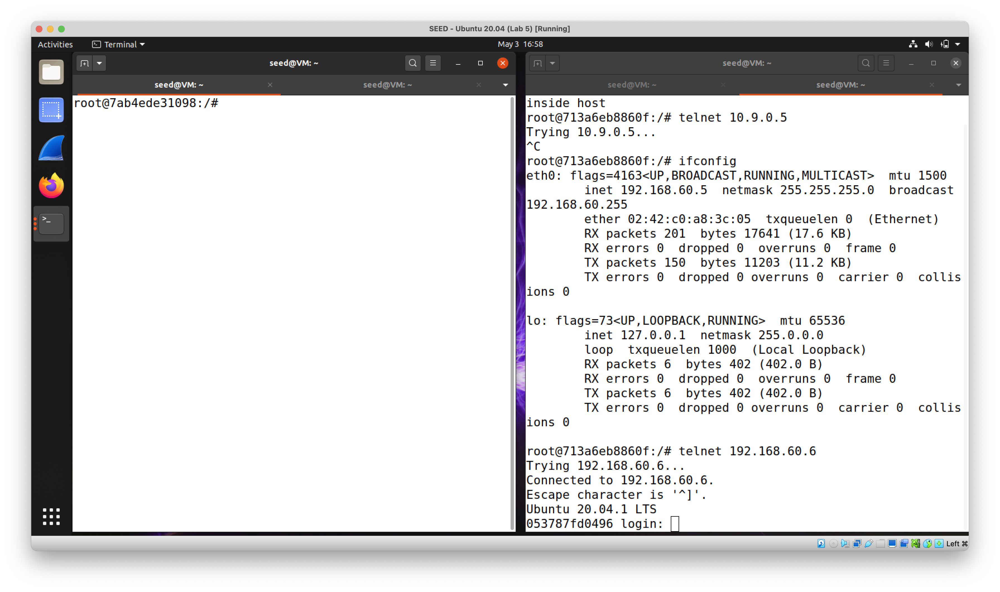 SEED - Ubuntu 20.04 (Lab 5) [Running]
Activities
Terminal
May 3 16:58
seed@VM: ~
seed@VM: ~
seed@VM: ~
root@7ab4ede31098:/#
seed@VM: ~
seed@VM: ~
seed@VM: ~
inside host
root@713a6eb8860f:/# telnet 10.9.0.5
Trying 10.9.0.5...
^C
root@713a6eb8860f:/# ifconfig
eth0: flags=4163<UP,BROADCAST,RUNNING,MULTICAST>  mtu 1500
        inet 192.168.60.5  netmask 255.255.255.0  broadcast
192.168.60.255
        ether 02:42:c0:a8:3c:05  txqueuelen 0  (Ethernet)
        RX packets 201  bytes 17641 (17.6 KB)
        RX errors 0  dropped 0  overruns 0  frame 0
        TX packets 150  bytes 11203 (11.2 KB)
        TX errors 0  dropped 0 overruns 0  carrier 0  collis
ions 0
lo: flags=73<UP,LOOPBACK,RUNNING>  mtu 65536
        inet 127.0.0.1  netmask 255.0.0.0
        loop  txqueuelen 1000  (Local Loopback)
        RX packets 6  bytes 402 (402.0 B)
        RX errors 0  dropped 0  overruns 0  frame 0
        TX packets 6  bytes 402 (402.0 B)
        TX errors 0  dropped 0 overruns 0  carrier 0  collis
ions 0
root@713a6eb8860f:/# telnet 192.168.60.6
Trying 192.168.60.6...
Connected to 192.168.60.6.
Escape character is '^]'.
Ubuntu 20.04.1 LTS
053787fd0496 login:
Left ⌘